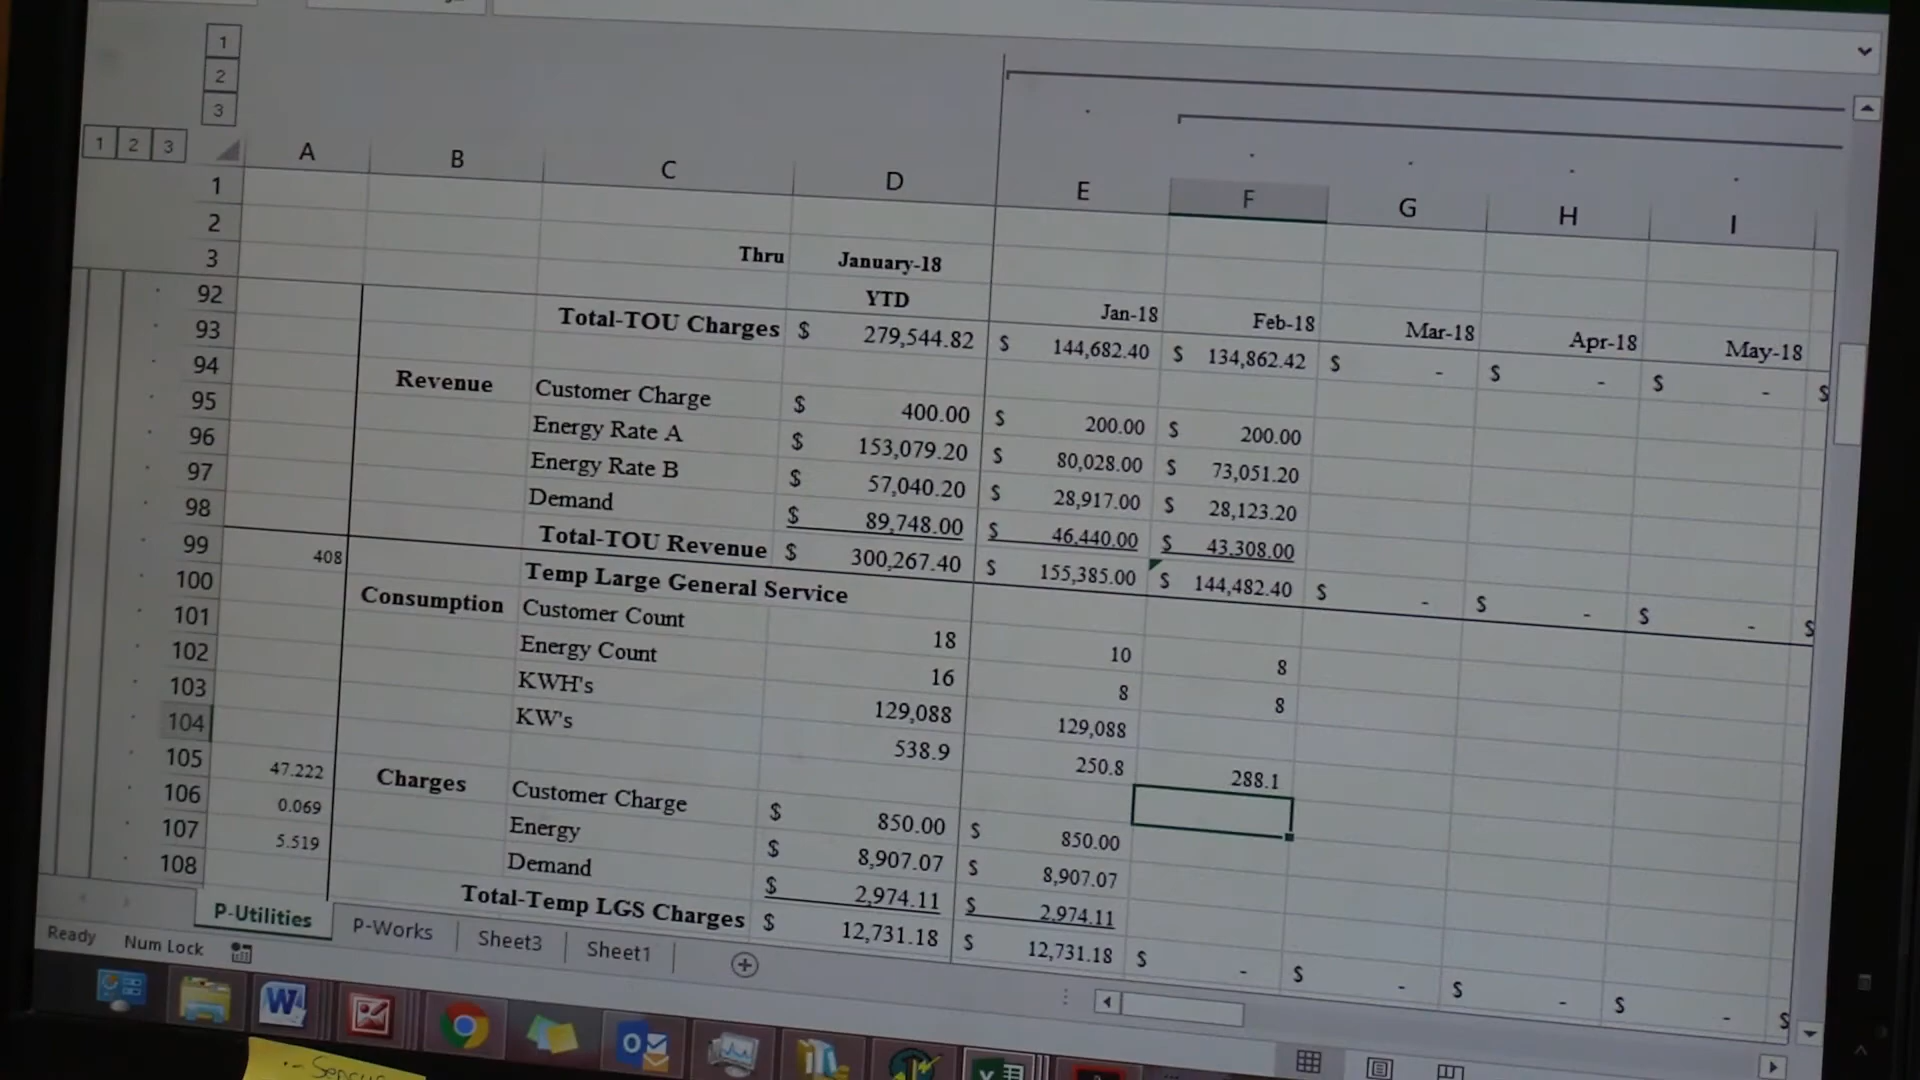 1
2
3
1 2 3
A B C D E F G H I
1
2
3 Thru January-18
92 YTD Jan-18 Feb-18 Mar-18 Apr-18 May-18
93 Total-TOU Charges $ 279,544.82 $ 144,682.40 $ 134,862.42 $ - $ - $ - $
94
95 Revenue Customer Charge $ 400.00 $ 200.00 $ 200.00
96 Energy Rate A $ 153,079.20 $ 80,028.00 $ 73,051.20
97 Energy Rate B $ 57,040.20 $ 28,917.00 $ 28,123.20
98 Demand $ 89,748.00 $ 46,440.00 $ 43,308.00
99 Total-TOU Revenue $ 300,267.40 $ 155,385.00 $ 144,482.40 $ - $ - $ - $
100 408 Temp Large General Service
101 Consumption Customer Count 18 10 8
102 Energy Count 16 8 8
103 KWH's 129,088 129,088
104 KW's 538.9 250.8 288.1
105 47.222 Charges Customer Charge $ 850.00 $ 850.00
106 0.069 Energy $ 8,907.07 $ 8,907.07
107 5.519 Demand $ 2,974.11 $ 2,974.11
108 Total-Temp LGS Charges $ 12,731.18 $ 12,731.18 $ - $ - $ - $ - $
P-Utilities P-Works Sheet3 Sheet1
Ready Num Lock